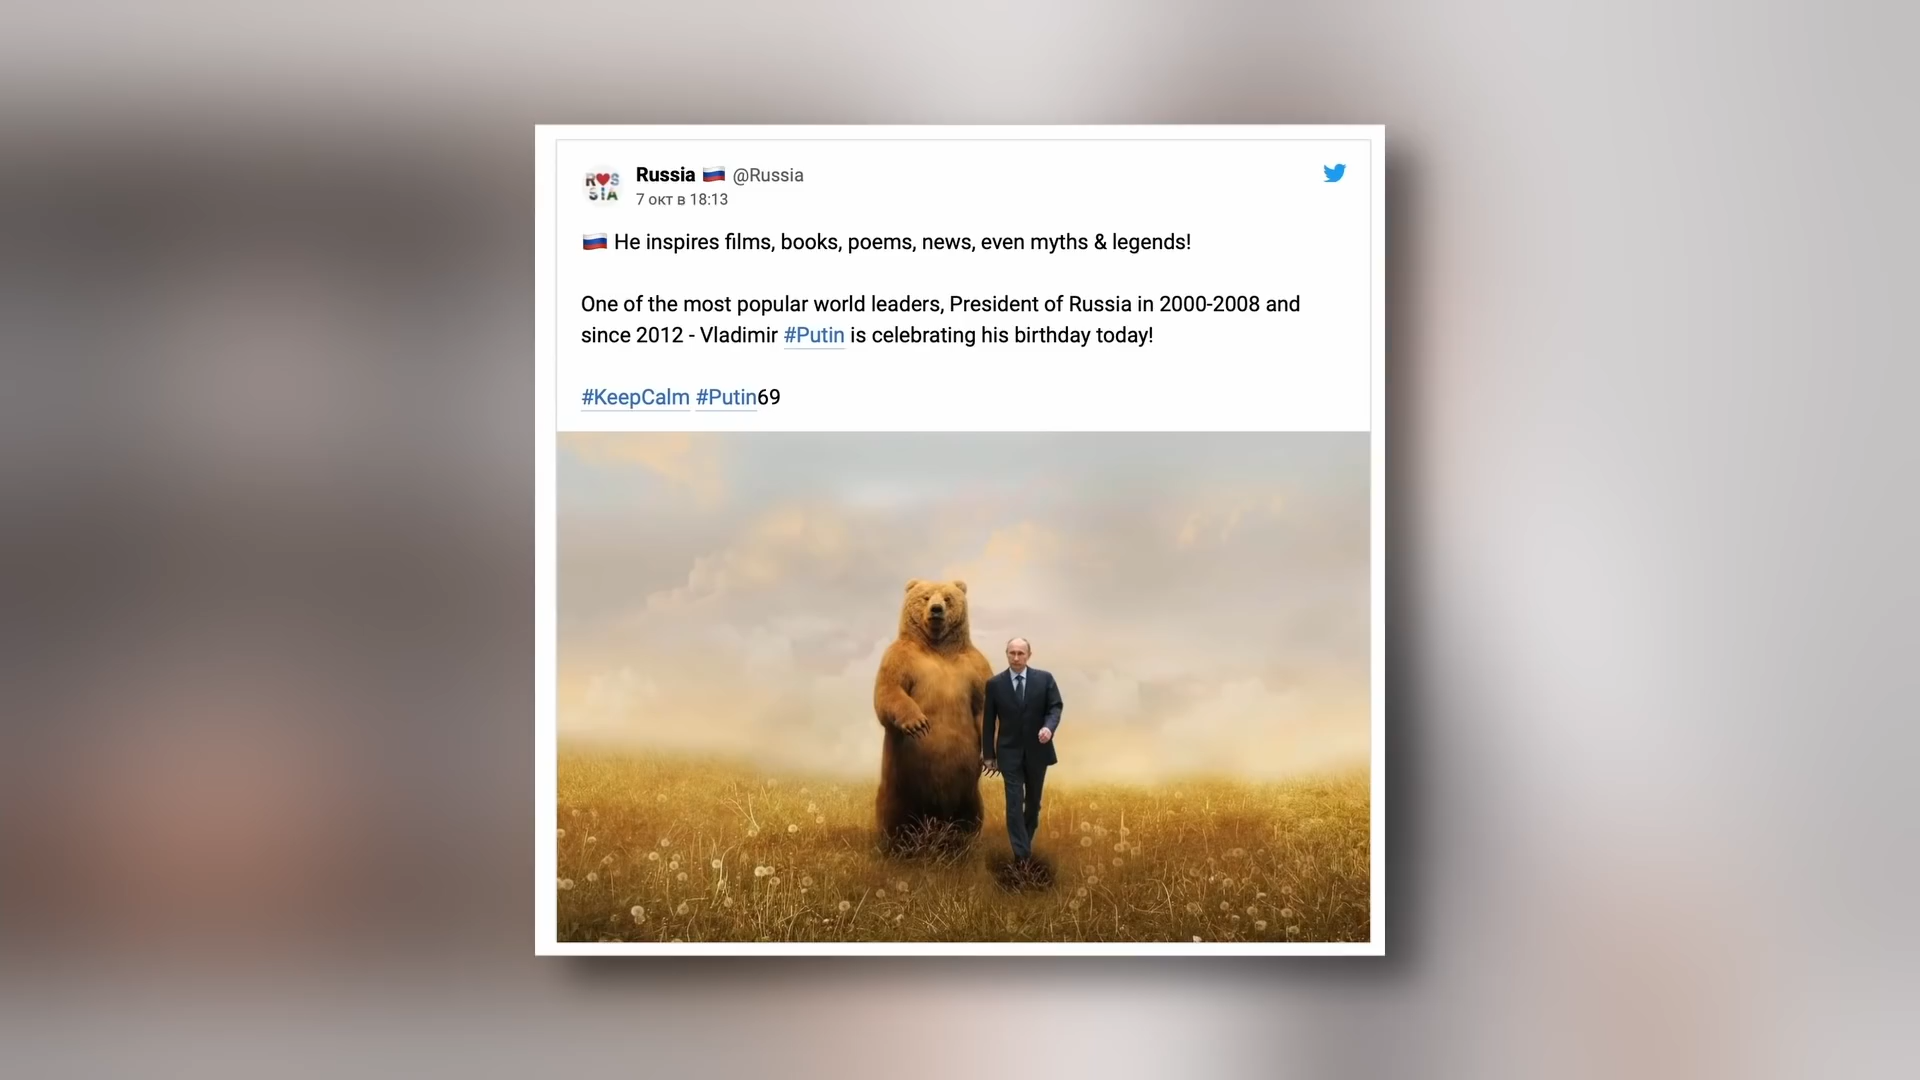 R♥S
SIA
Russia 🇷🇺 @Russia
7 окт в 18:13
🇷🇺 He inspires films, books, poems, news, even myths & legends!
One of the most popular world leaders, President of Russia in 2000-2008 and
since 2012 - Vladimir #Putin is celebrating his birthday today!
#KeepCalm #Putin69